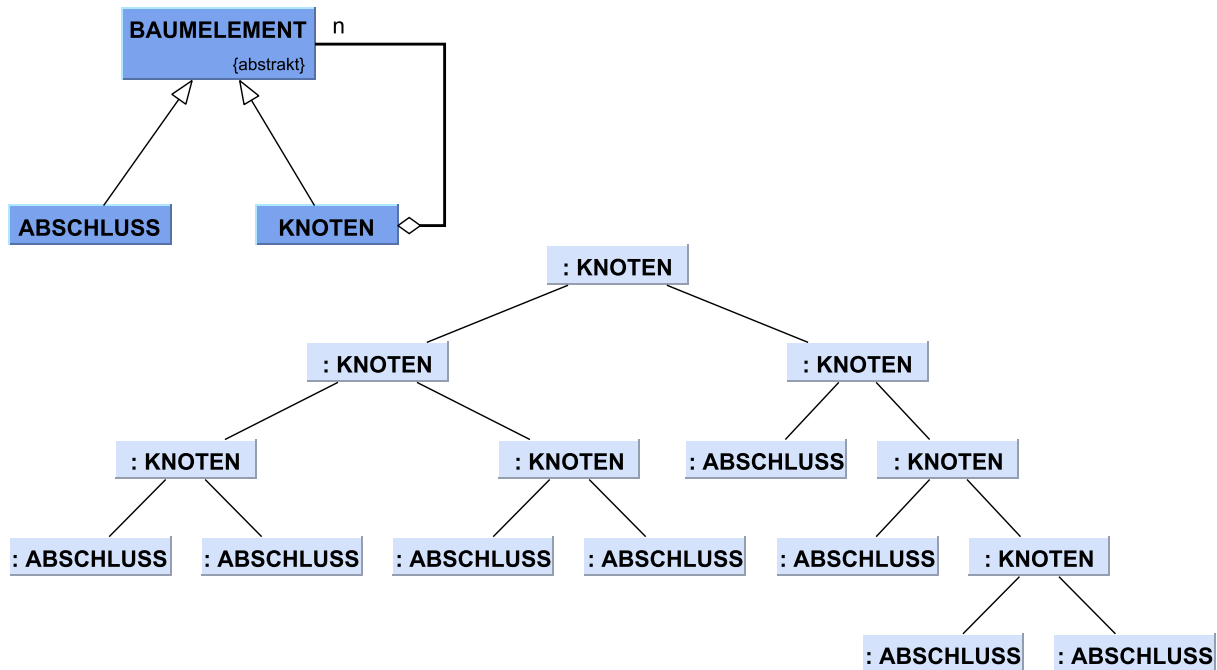 BAUMELEMENT n
{abstrakt}
ABSCHLUSS KNOTEN
: KNOTEN
: KNOTEN : KNOTEN
: KNOTEN : KNOTEN : ABSCHLUSS : KNOTEN
: ABSCHLUSS : ABSCHLUSS : ABSCHLUSS : ABSCHLUSS : ABSCHLUSS : KNOTEN
: ABSCHLUSS : ABSCHLUSS